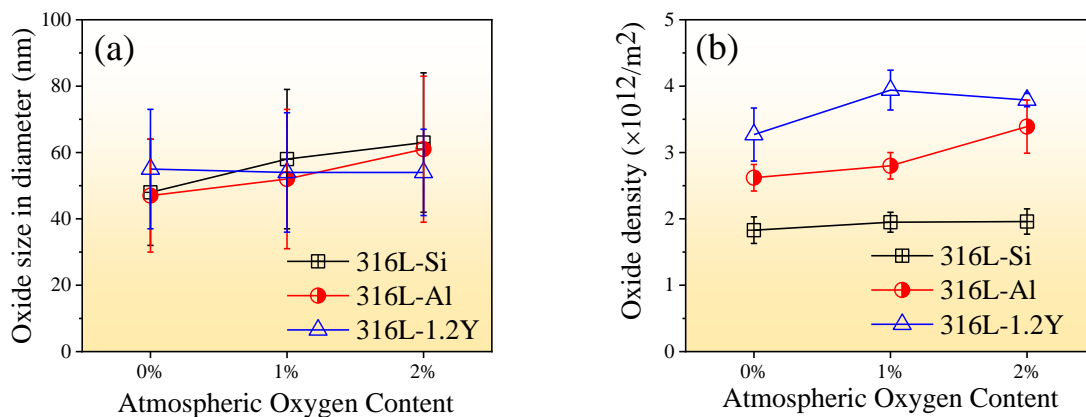 (a)
Oxide size in diameter (nm)
100
80
60
40
20
0
316L-Si
316L-Al
316L-1.2Y
0%
1%
2%
Atmospheric Oxygen Content
(b)
Oxide density (×10¹²/m2)
5
4
3
2
1
0
316L-Si
316L-Al
316L-1.2Y
0%
1%
2%
Atmospheric Oxygen Content